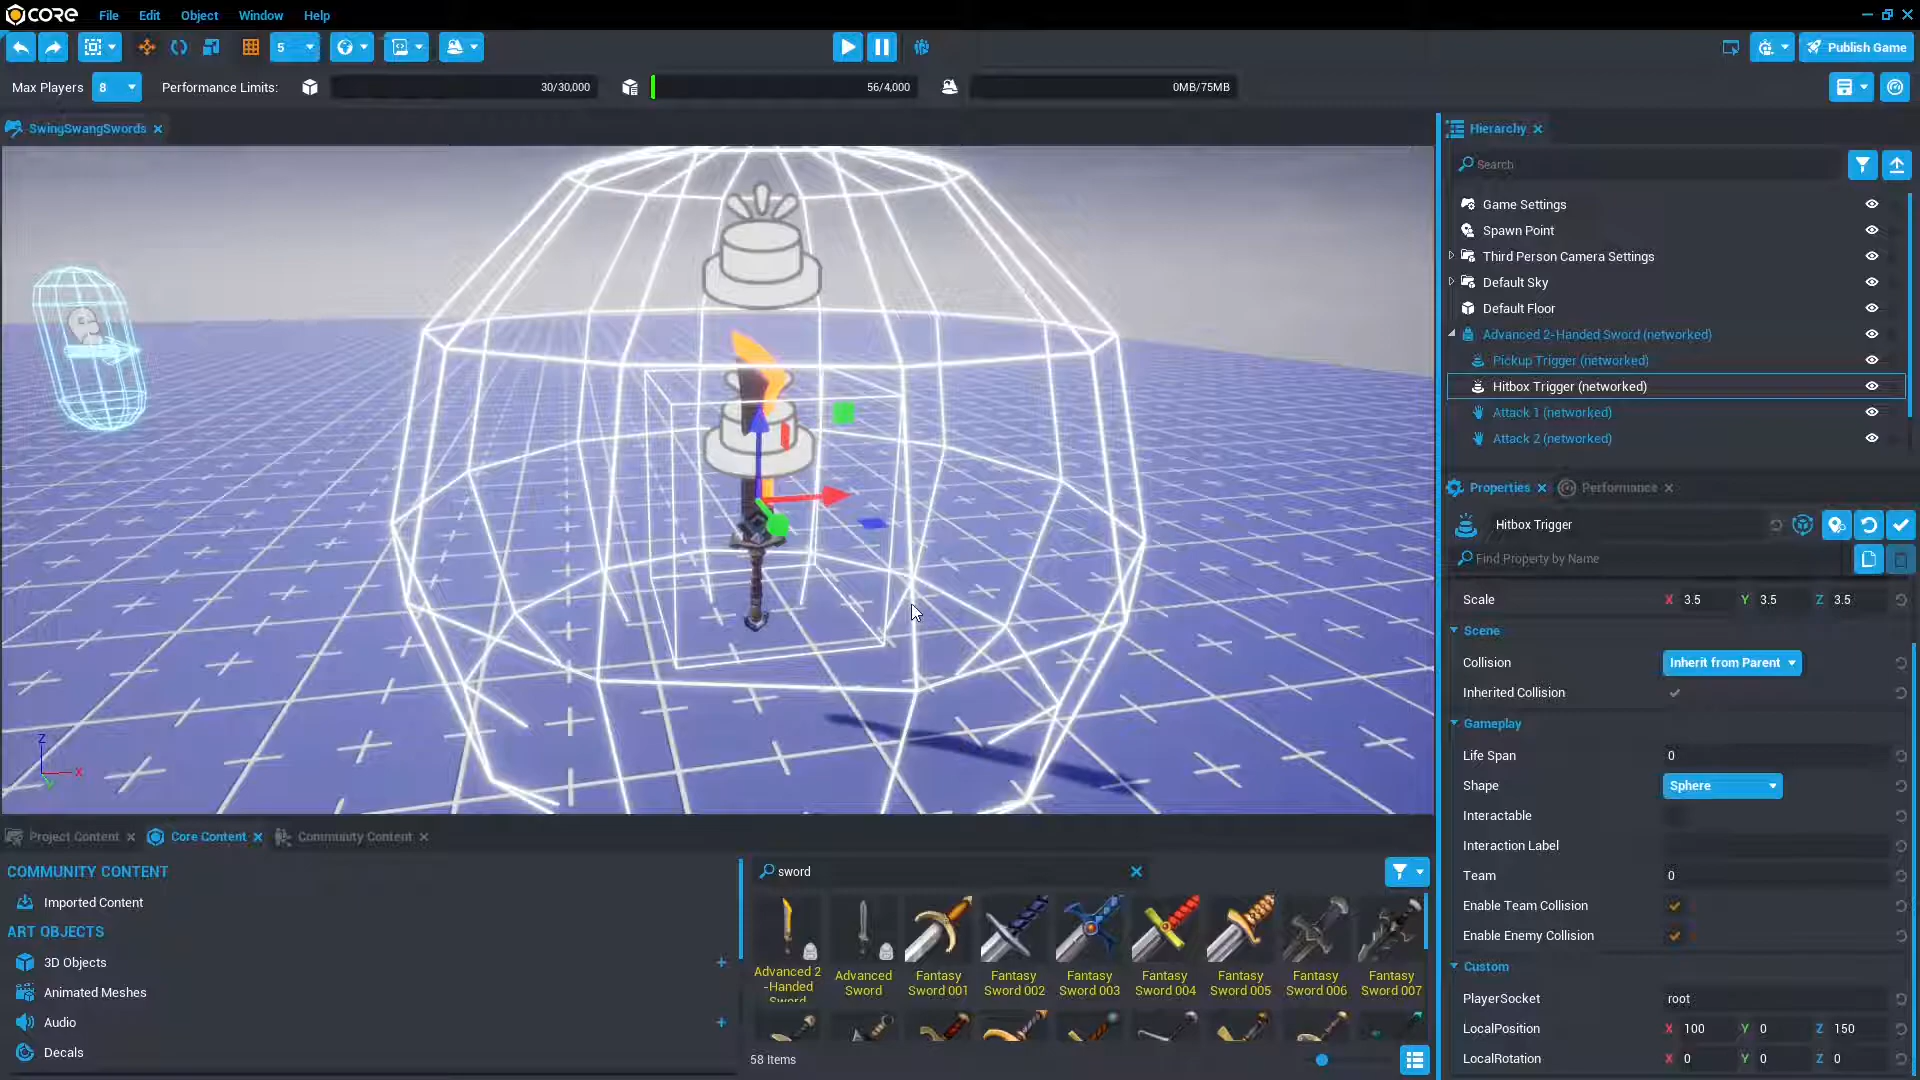 CORE
File Edit Object Window Help
5
Publish Game
Max Players 8 Performance Limits: 30/30,000 56/4,000 0MB/75MB
SwingSwangSwords
Hierarchy
Search
Game Settings
Spawn Point
Third Person Camera Settings
Default Sky
Default Floor
Advanced 2-Handed Sword (networked)
Pickup Trigger (networked)
Hitbox Trigger (networked)
Attack 1 (networked)
Attack 2 (networked)
Properties Performance
Hitbox Trigger
Find Property by Name
Scale X 3.5 Y 3.5 Z 3.5
Scene
Collision Inherit from Parent
Inherited Collision
Gameplay
Life Span 0
Shape Sphere
Interactable
Interaction Label
Team 0
Enable Team Collision
Enable Enemy Collision
Custom
PlayerSocket root
LocalPosition X 100 Y 0 Z 150
LocalRotation X 0 Y 0 Z 0
Z
X
Y
Project Content Core Content Community Content
COMMUNITY CONTENT
Imported Content
ART OBJECTS
3D Objects
Animated Meshes
Audio
Decals
sword
Advanced 2
-Handed
Sword
Advanced
Sword
Fantasy
Sword 001
Fantasy
Sword 002
Fantasy
Sword 003
Fantasy
Sword 004
Fantasy
Sword 005
Fantasy
Sword 006
Fantasy
Sword 007
58 Items